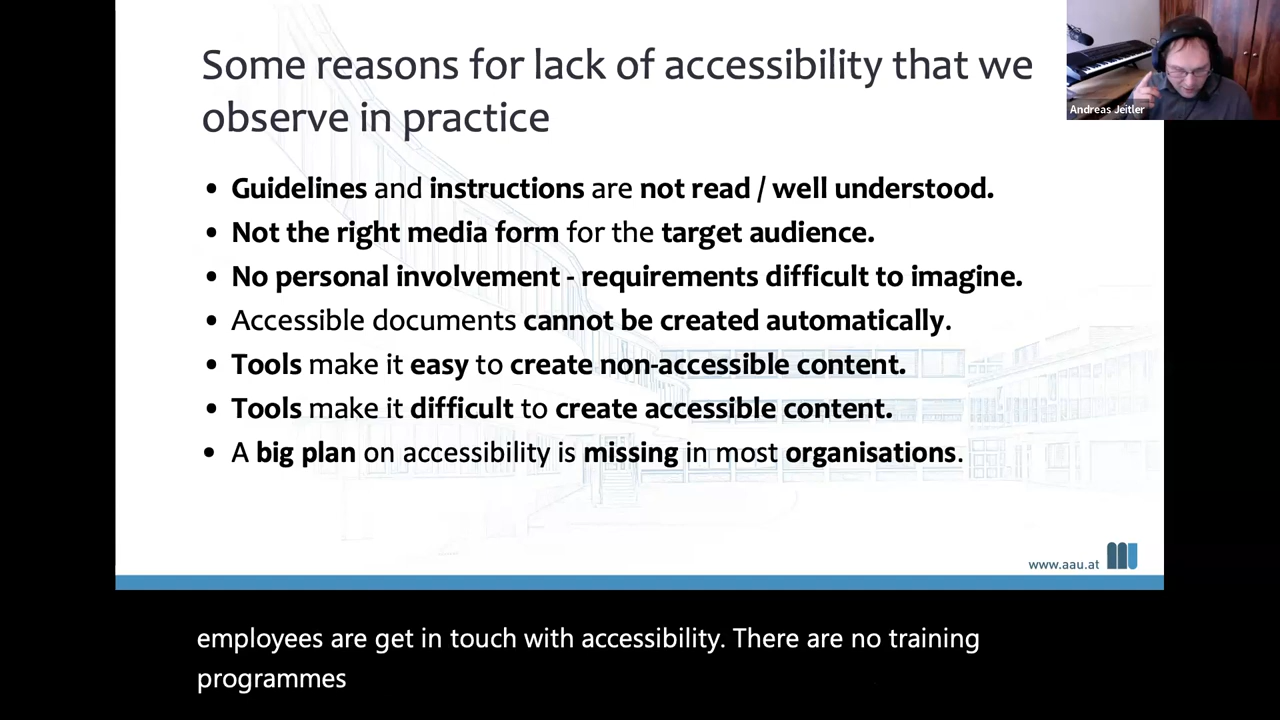 Some reasons for lack of accessibility that we
observe in practice
Andreas Jeitler
• Guidelines and instructions are not read / well understood.
• Not the right media form for the target audience.
• No personal involvement - requirements difficult to imagine.
• Accessible documents cannot be created automatically.
• Tools make it easy to create non-accessible content.
• Tools make it difficult to create accessible content.
• A big plan on accessibility is missing in most organisations.
www.aau.at
employees are get in touch with accessibility. There are no training
programmes